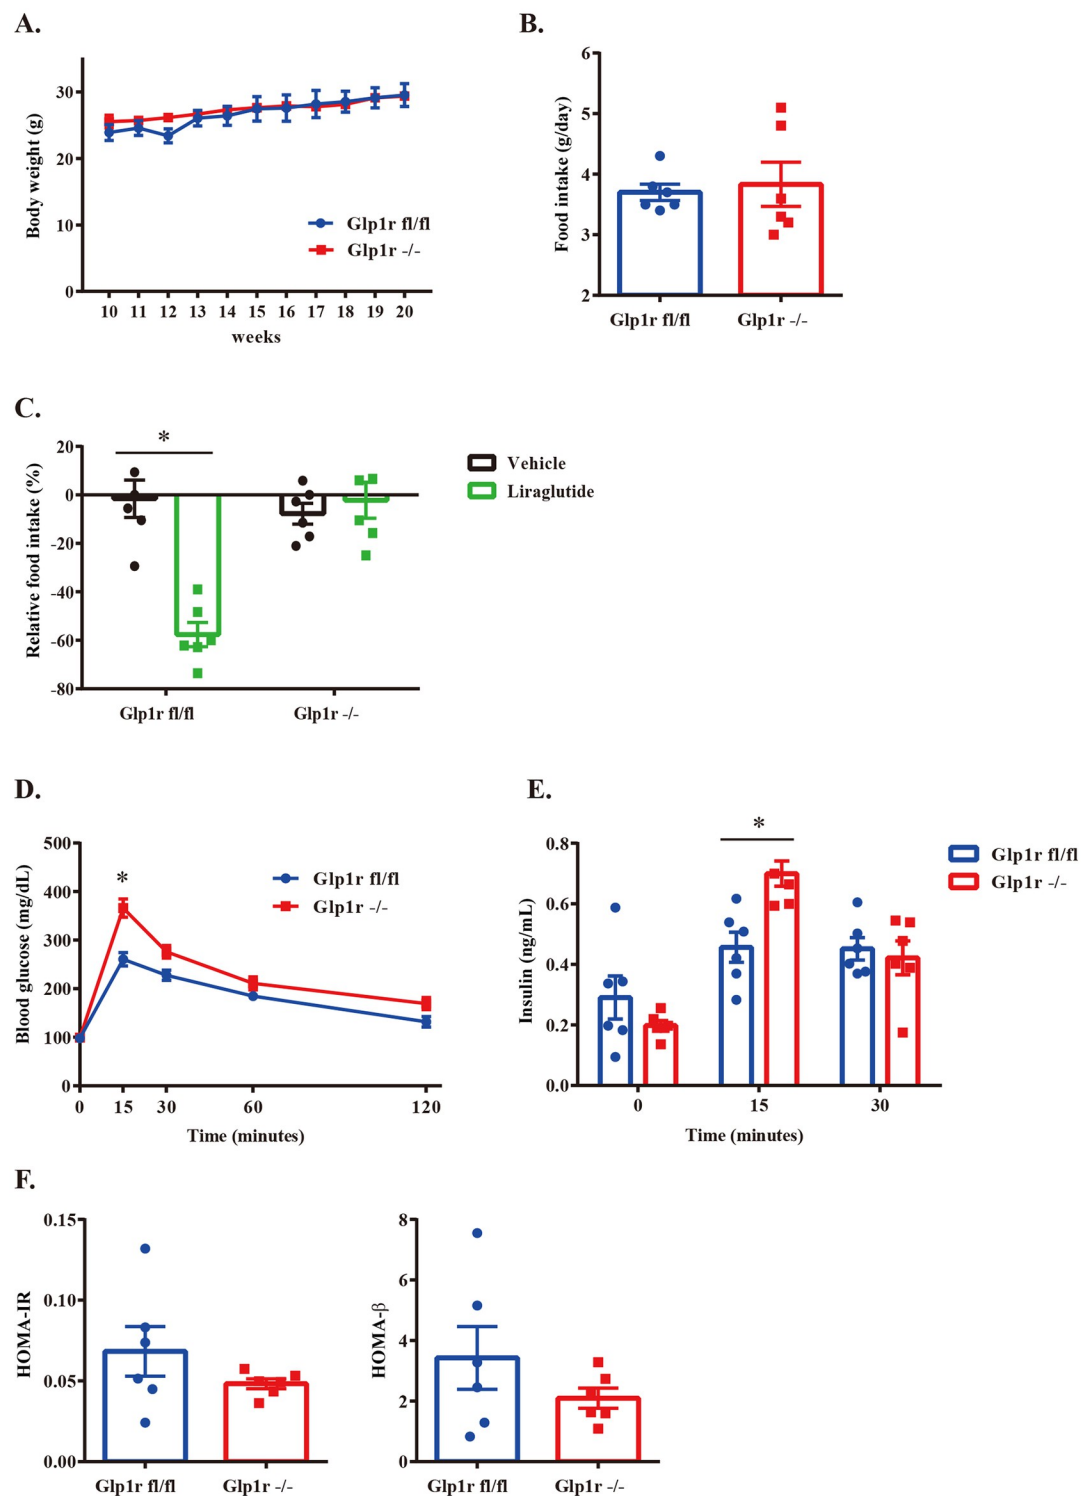 A.
Body weight (g)
30
20
10
0
Glp1r fl/fl
Glp1r -/-
10 11 12 13 14 15 16 17 18 19 20
weeks
B.
Food intake (g/day)
6
5
4
3
2
Glp1r fl/fl Glp1r -/-
C.
Relative food intake (%)
20
0
-20
-40
-60
-80
*
Vehicle
Liraglutide
Glp1r fl/fl Glp1r -/-
D.
Blood glucose (mg/dL)
500
400
300
200
100
0
*
Glp1r fl/fl
Glp1r -/-
0 15 30 60 120
Time (minutes)
E.
Insulin (ng/mL)
0.8
0.6
0.4
0.2
0.0
*
Glp1r fl/fl
Glp1r -/-
0 15 30
Time (minutes)
F.
HOMA-IR
0.15
0.10
0.05
0.00
Glp1r fl/fl Glp1r -/-
HOMA-β
8
6
4
2
0
Glp1r fl/fl Glp1r -/-